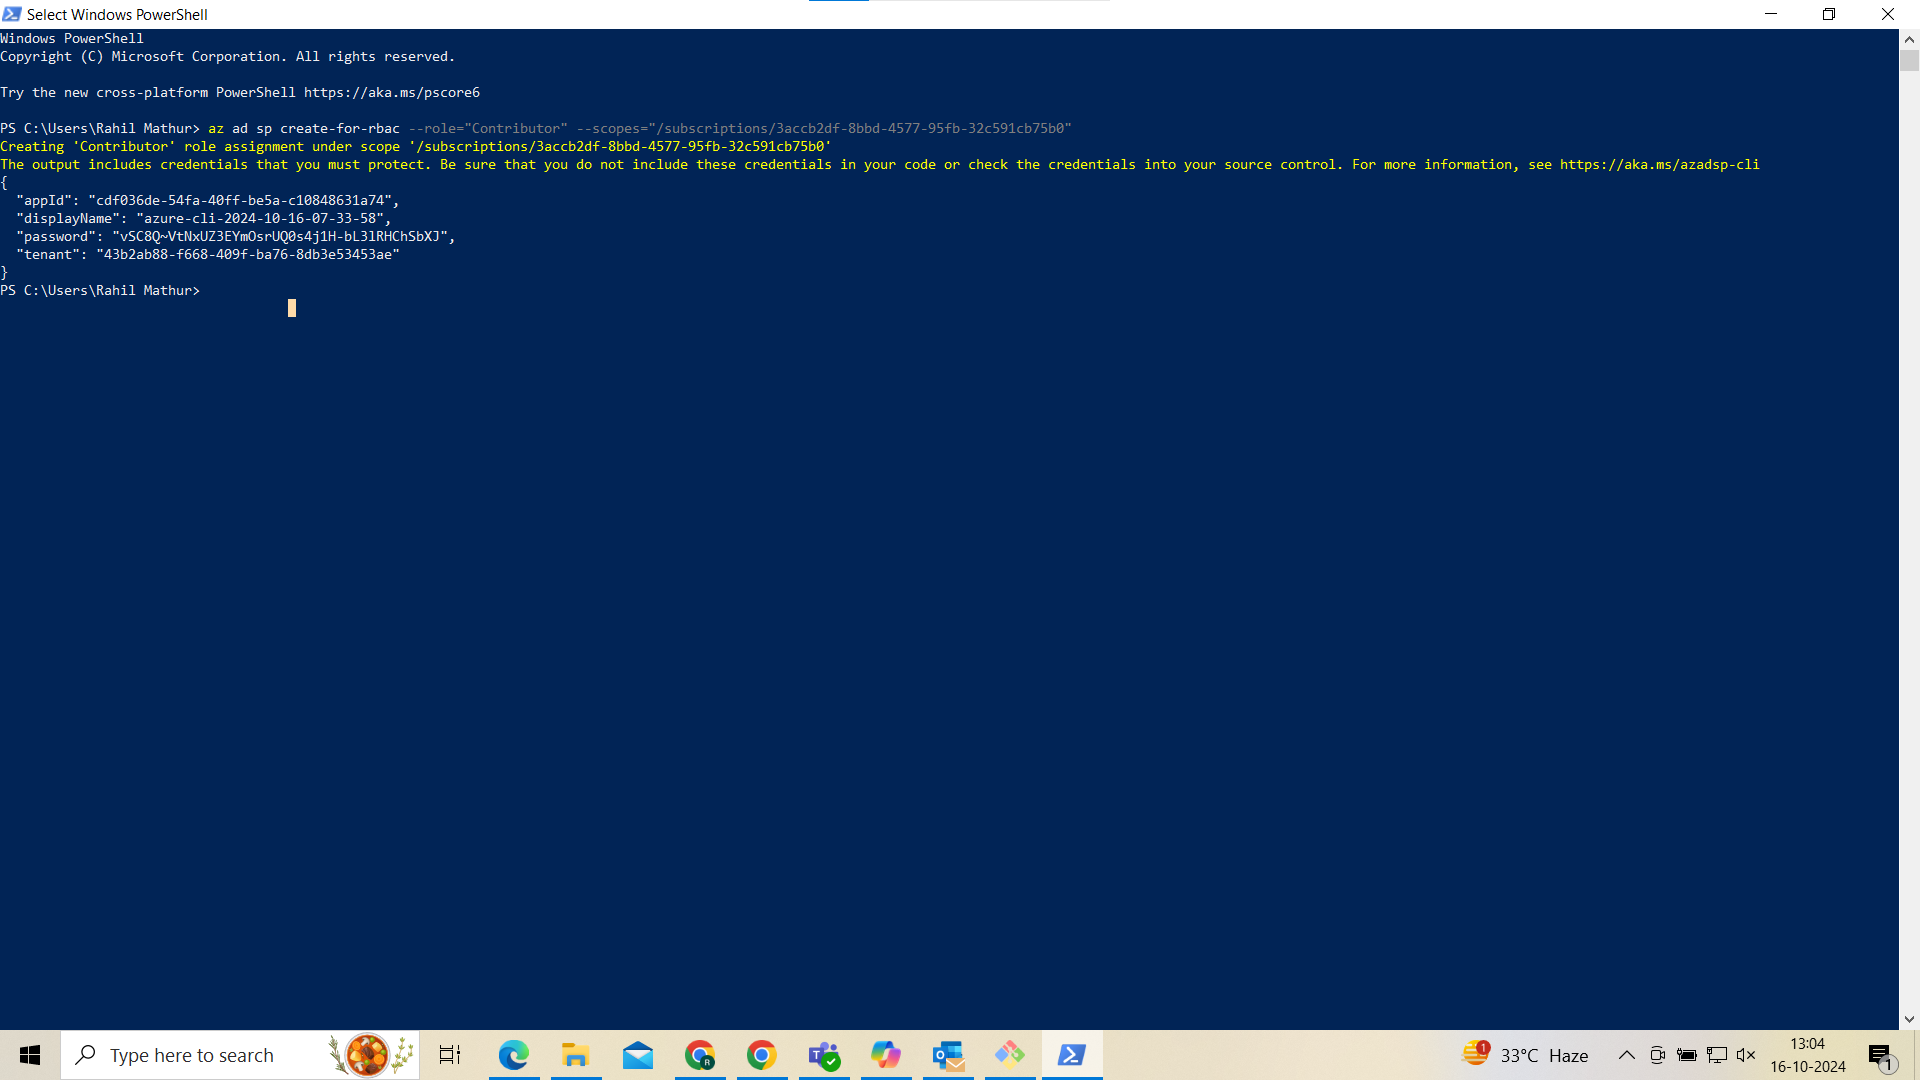 Select Windows PowerShell
Windows PowerShell
Copyright (C) Microsoft Corporation. All rights reserved.
Try the new cross-platform PowerShell https://aka.ms/pscore6
PS C:\Users\Rahil Mathur> az ad sp create-for-rbac --role="Contributor" --scopes="/subscriptions/3accb2df-8bbd-4577-95fb-32c591cb75b0"
Creating 'Contributor' role assignment under scope '/subscriptions/3accb2df-8bbd-4577-95fb-32c591cb75b0'
The output includes credentials that you must protect. Be sure that you do not include these credentials in your code or check the credentials into your source control. For more information, see https://aka.ms/azadsp-cli
{
  "appId": "cdf036de-54fa-40ff-be5a-c10848631a74",
  "displayName": "azure-cli-2024-10-16-07-33-58",
  "password": "vSC8Q~VtNxUZ3EYmOsrUQ0s4j1H-bL3lRHChSbXJ",
  "tenant": "43b2ab88-f668-409f-ba76-8db3e53453ae"
}
PS C:\Users\Rahil Mathur>
Type here to search
R
1
33°C Haze
13:04
16-10-2024
1